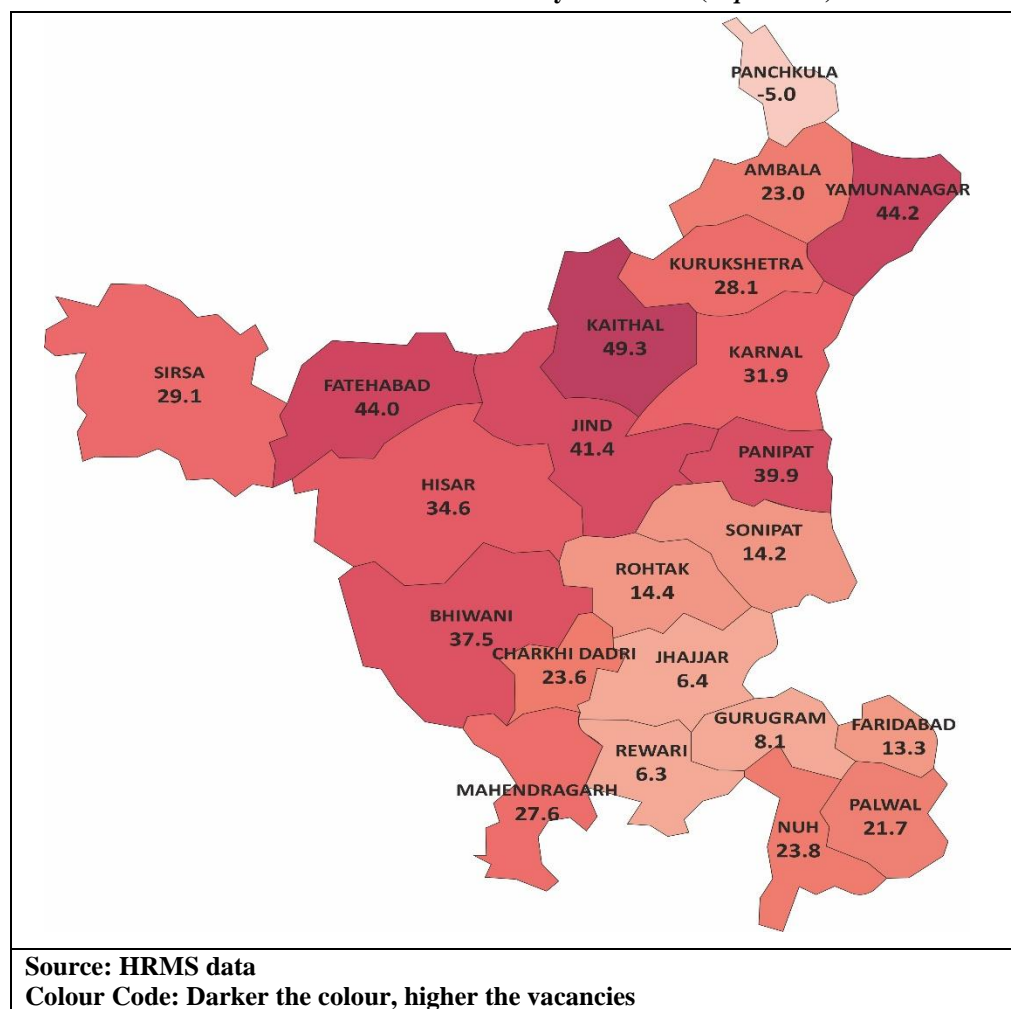 PANCHKULA
-5.0
AMBALA
23.0
YAMUNANAGAR
44.2
KURUKSHETRA
28.1
KAITHAL
49.3
KARNAL
31.9
SIRSA
29.1
FATEHABAD
44.0
JIND
41.4
PANIPAT
39.9
HISAR
34.6
SONIPAT
14.2
ROHTAK
14.4
BHIWANI
37.5
CHARKHI DADRI
23.6
JHAJJAR
6.4
GURUGRAM
8.1
FARIDABAD
13.3
REWARI
6.3
MAHENDRAGARH
27.6
PALWAL
21.7
NUH
23.8
Source: HRMS data
Colour Code: Darker the colour, higher the vacancies